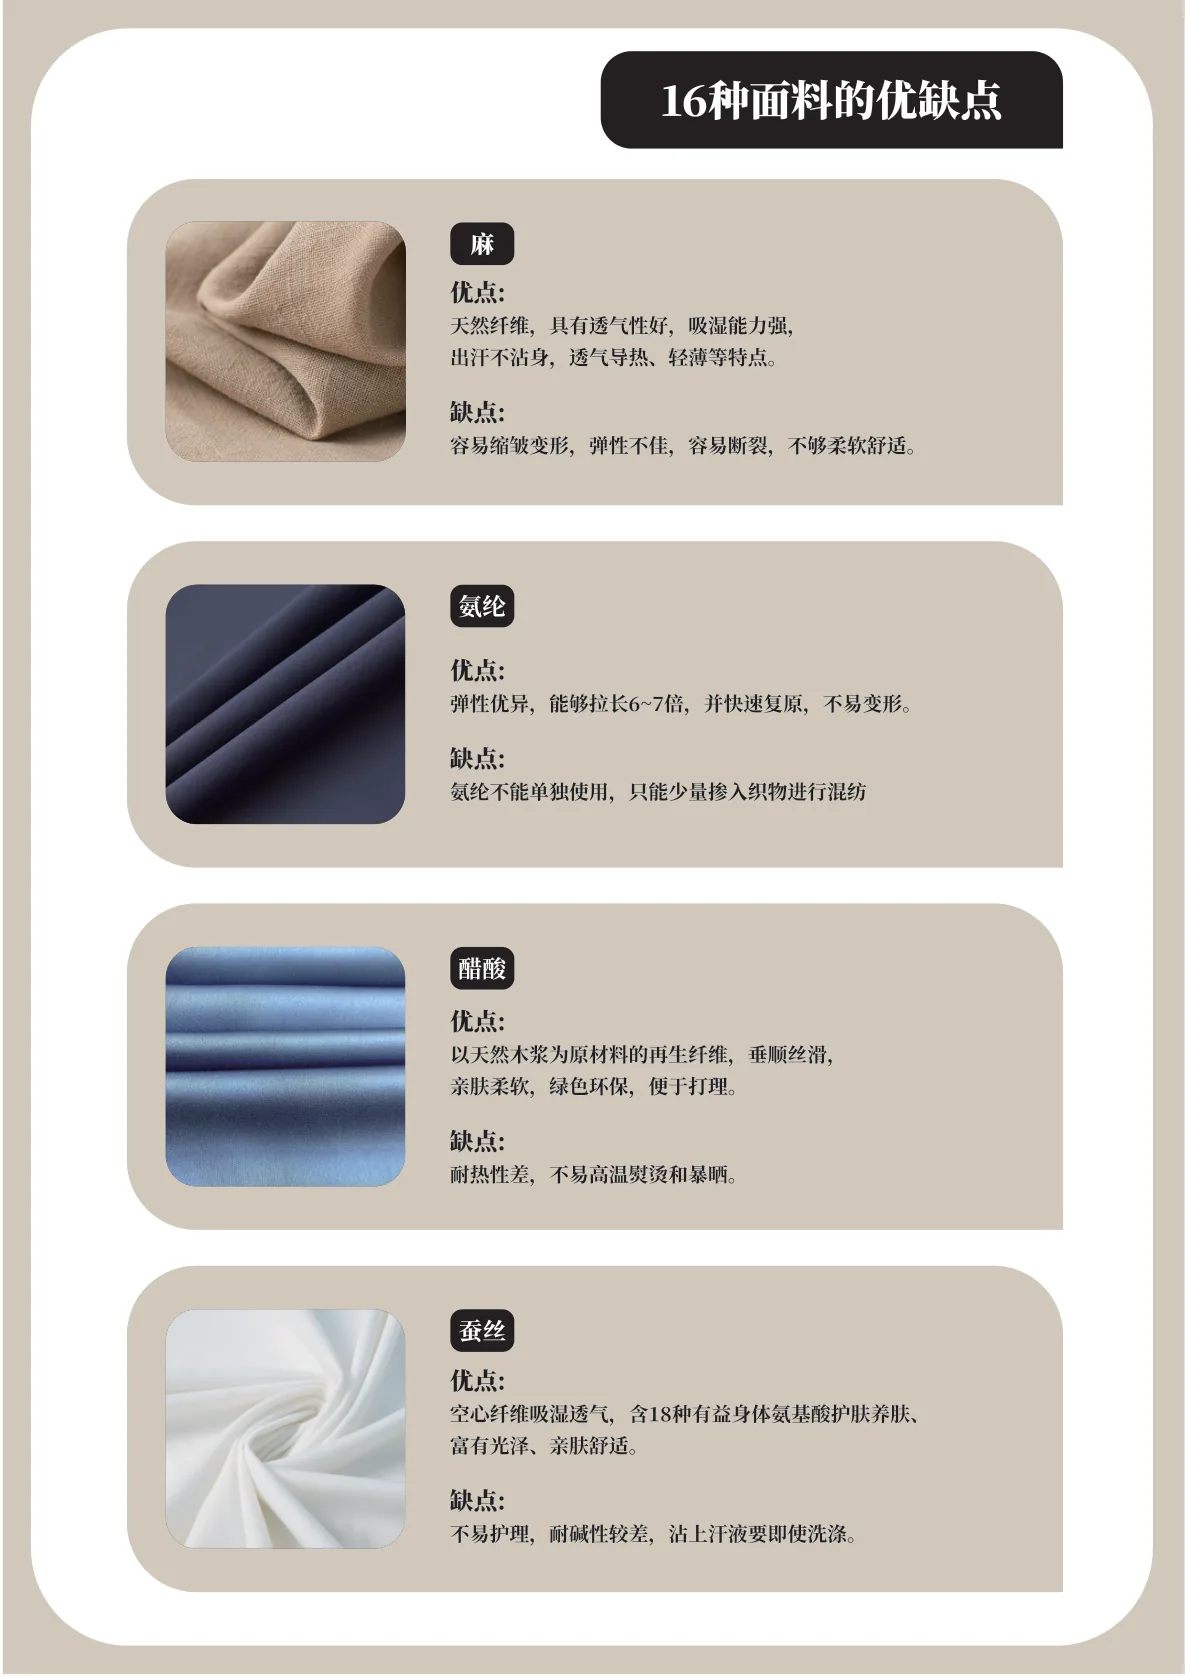 16种面料的优缺点
麻
优点:
天然纤维，具有透气性好，吸湿能力强，
出汗不沾身，透气导热、轻薄等特点。
缺点:
容易缩皱变形，弹性不佳，容易断裂，不够柔软舒适。
氨纶
优点:
弹性优异，能够拉长6~7倍，并快速复原，不易变形。
缺点:
氨纶不能单独使用，只能少量掺入织物进行混纺
醋酸
优点:
以天然木浆为原材料的再生纤维，垂顺丝滑，
亲肤柔软，绿色环保，便于打理。
缺点:
耐热性差，不易高温熨烫和暴晒。
蚕丝
优点:
空心纤维吸湿透气，含18种有益身体氨基酸护肤养肤、
富有光泽、亲肤舒适。
缺点:
不易护理，耐碱性较差，沾上汗液要即使洗涤。